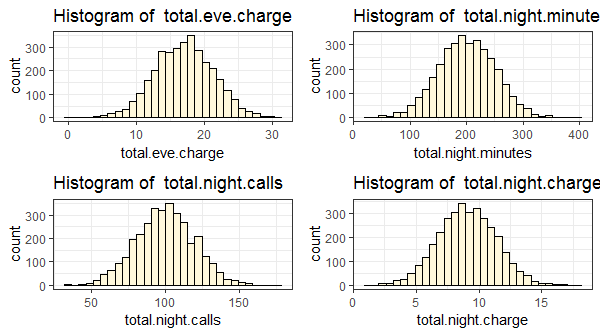 Histogram of  total.eve.charge
300
200
100
0
count
0 10 20 30
total.eve.charge
Histogram of  total.night.minute
300
200
100
0
count
100 200 300 400
total.night.minutes
Histogram of  total.night.calls
300
200
100
0
count
50 100 150
total.night.calls
Histogram of  total.night.charge
300
200
100
0
count
5 10 15
total.night.charge